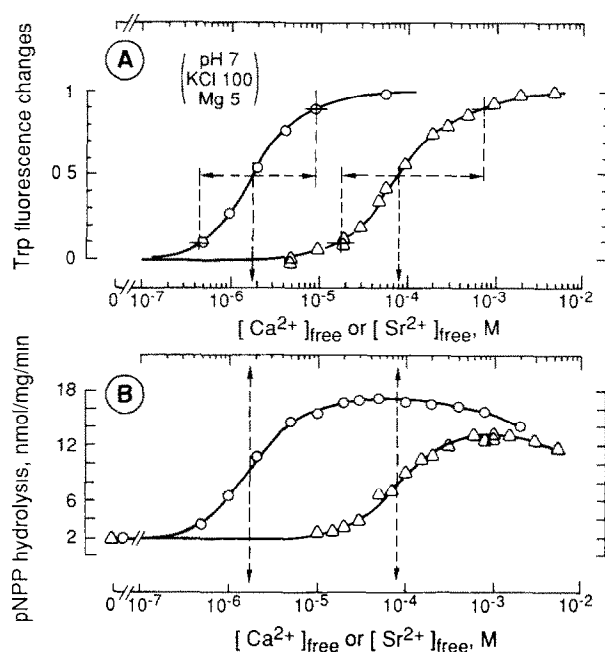 A
pH 7
KCl 100
Mg 5
Trp fluorescence changes
1
0 5
0
0 10-7 10-6 10-5 10-4 10-3 10-2
[ Ca2+ ]free or [ Sr2+ ]free, M
B
pNPP hydrolysis, nmol/mg/min
18
12
6
2
0 10-7 10-6 10-5 10-4 10-3 10-2
[ Ca2+ ]free or [ Sr2+ ]free, M